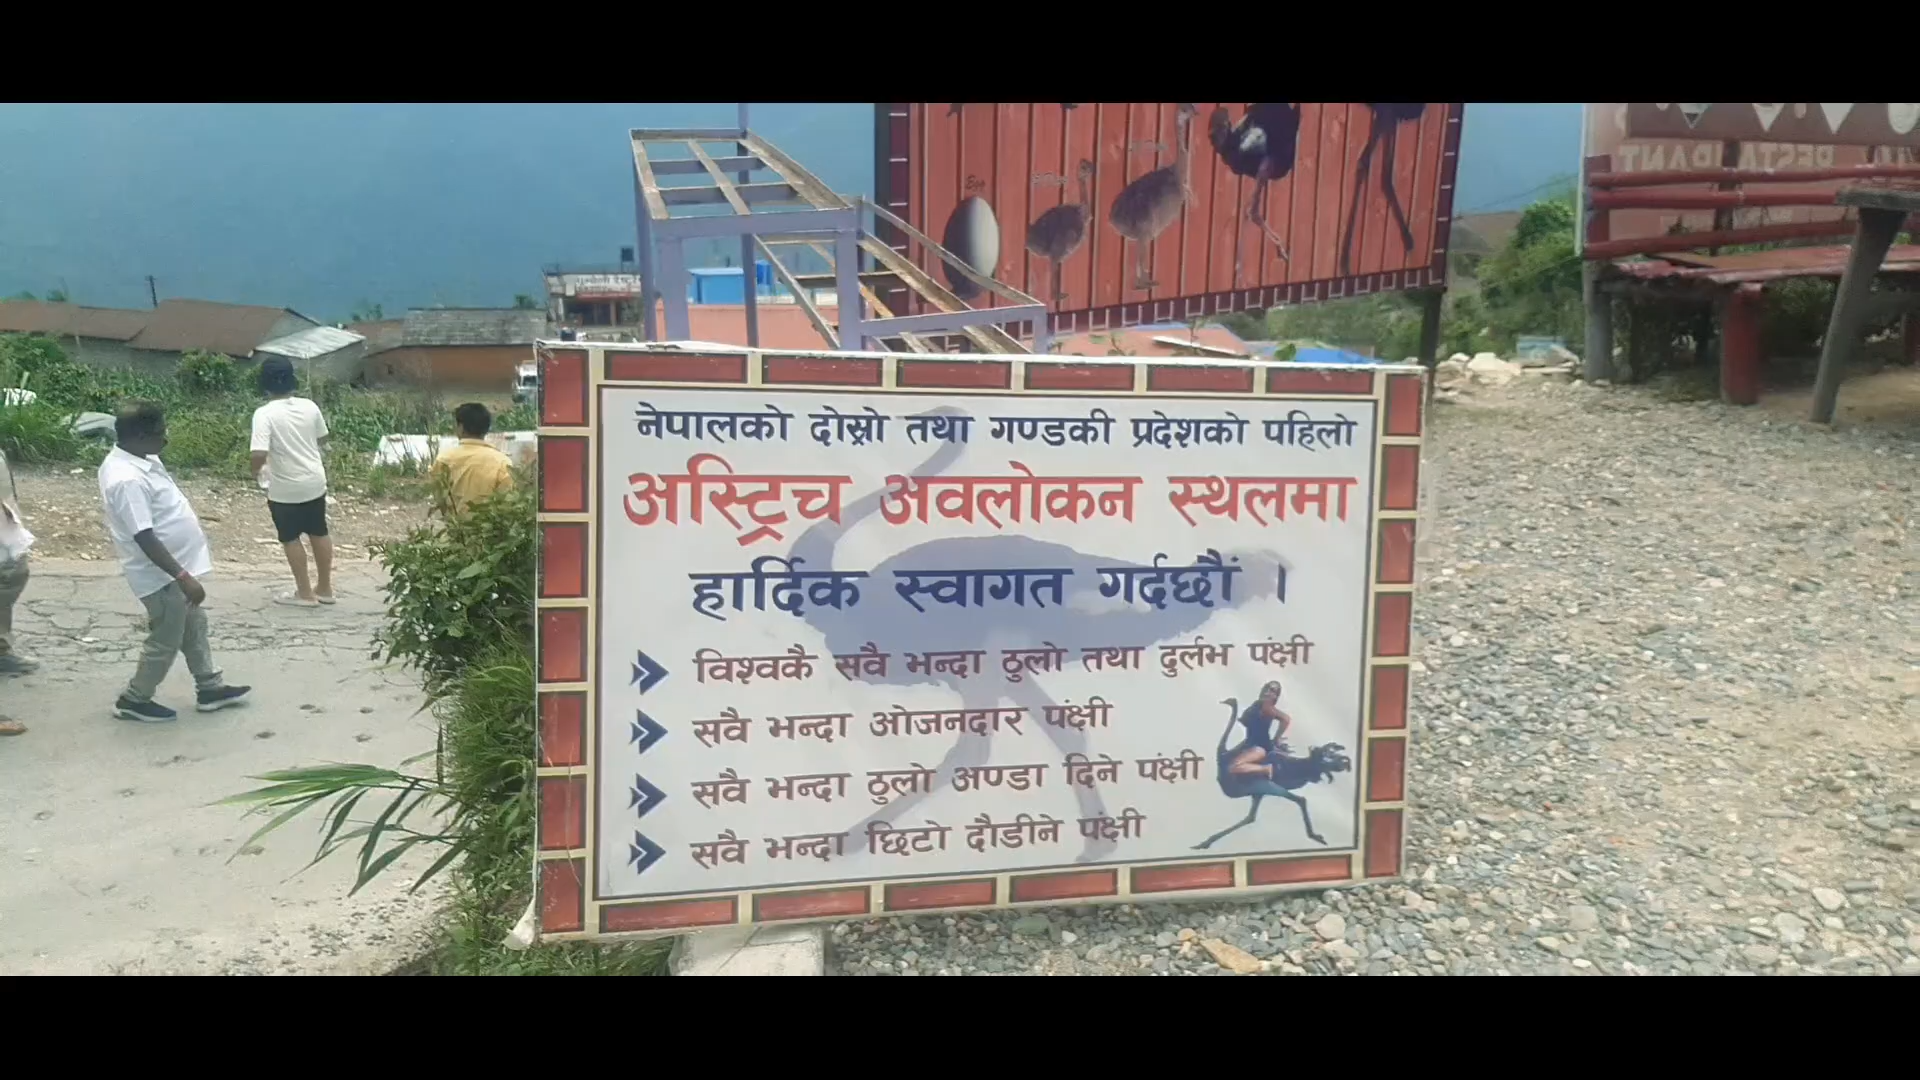 Egg
नेपालको दोस्रो तथा गण्डकी प्रदेशको पहिलो
अस्ट्रिच अवलोकन स्थलमा
हार्दिक स्वागत गर्दछौं ।
विश्वकै सवै भन्दा ठुलो तथा दुर्लभ पंक्षी
सवै भन्दा ओजनदार पंक्षी
सवै भन्दा ठुलो अण्डा दिने पंक्षी
सवै भन्दा छिटो दौडीने पंक्षी